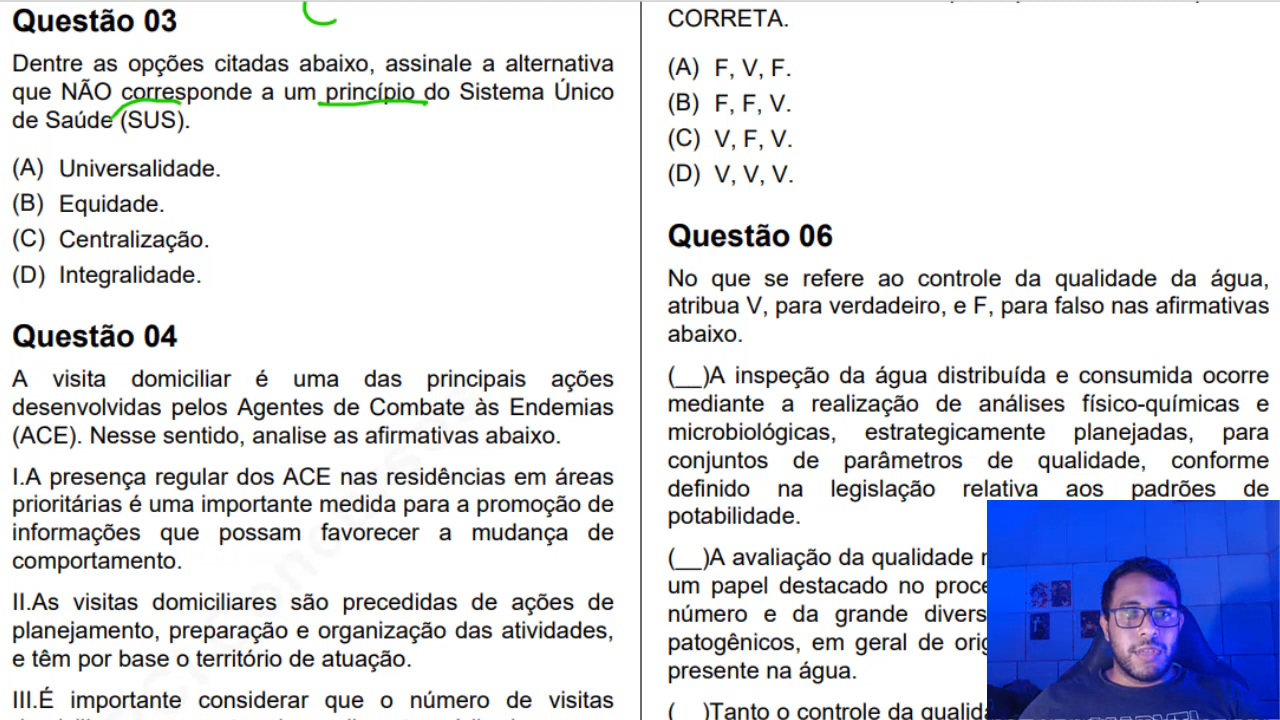 Questão 03
Dentre as opções citadas abaixo, assinale a alternativa
que NÃO corresponde a um princípio do Sistema Único
de Saúde (SUS).
(A) Universalidade.
(B) Equidade.
(C) Centralização.
(D) Integralidade.
Questão 04
A visita domiciliar é uma das principais ações
desenvolvidas pelos Agentes de Combate às Endemias
(ACE). Nesse sentido, analise as afirmativas abaixo.
I.A presença regular dos ACE nas residências em áreas
prioritárias é uma importante medida para a promoção de
informações que possam favorecer a mudança de
comportamento.
II.As visitas domiciliares são precedidas de ações de
planejamento, preparação e organização das atividades,
e têm por base o território de atuação.
III.É importante considerar que o número de visitas
CORRETA.
(A) F, V, F.
(B) F, F, V.
(C) V, F, V.
(D) V, V, V.
Questão 06
No que se refere ao controle da qualidade da água,
atribua V, para verdadeiro, e F, para falso nas afirmativas
abaixo.
(__)A inspeção da água distribuída e consumida ocorre
mediante a realização de análises físico-químicas e
microbiológicas, estrategicamente planejadas, para
conjuntos de parâmetros de qualidade, conforme
definido na legislação relativa aos padrões de
potabilidade.
(__)A avaliação da qualidade
um papel destacado no
número e da grande
patogênicos, em geral de
presente na água.
(__)Tanto o controle da